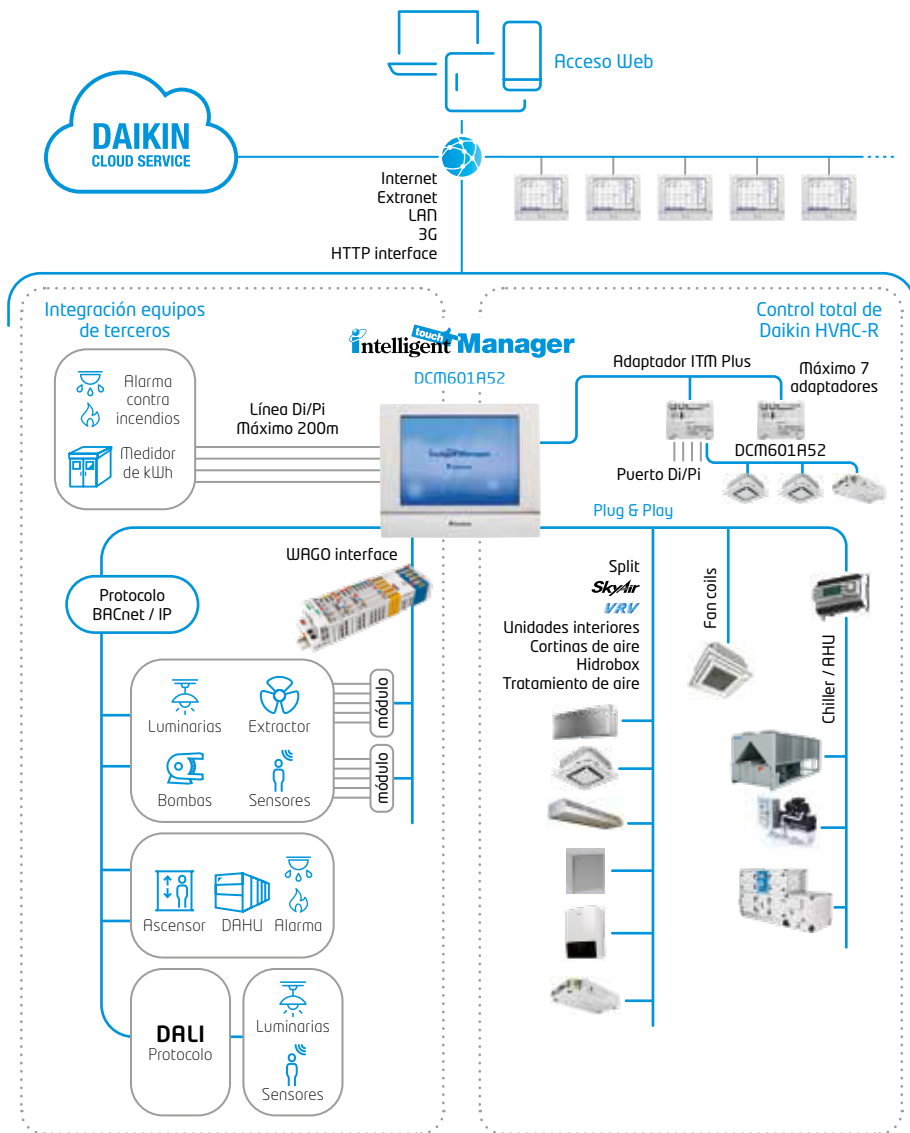 Acceso Web
DAIKIN
CLOUD SERVICE
Internet
Extranet
LAN
3G
HTTP interface
Integración equipos
de terceros
Control total de
Daikin HVAC-R
intelligent touch Manager
DCM601A52
Alarma
contra
incendios
Medidor
de kWh
Línea Di/Pi
Máximo 200m
Adaptador ITM Plus
Máximo 7
adaptadores
Puerto Di/Pi
DCM601A52
Plug & Play
WAGO interface
Protocolo
BACnet / IP
Luminarias
Extractor
módulo
Bombas
Sensores
módulo
Ascensor
DAHU
Alarma
DALI
Protocolo
Luminarias
Sensores
Split
SkyAir
VRV
Unidades interiores
Cortinas de aire
Hidrobox
Tratamiento de aire
Fan coils
Chiller / AHU